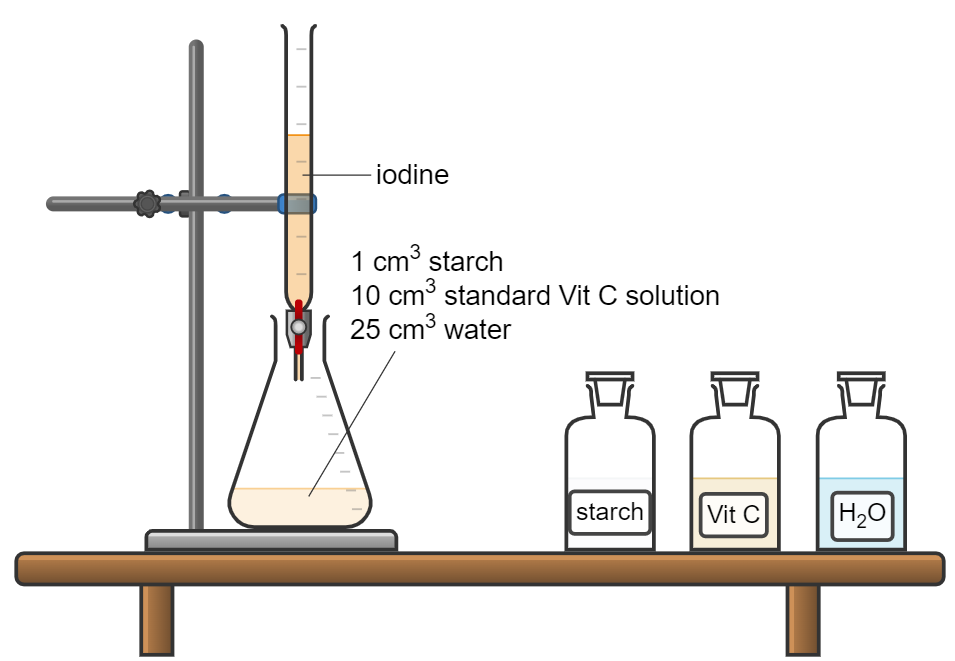 iodine
1 cm³ starch
10 cm³ standard Vit C solution
25 cm³ water
starch
Vit C
H₂O